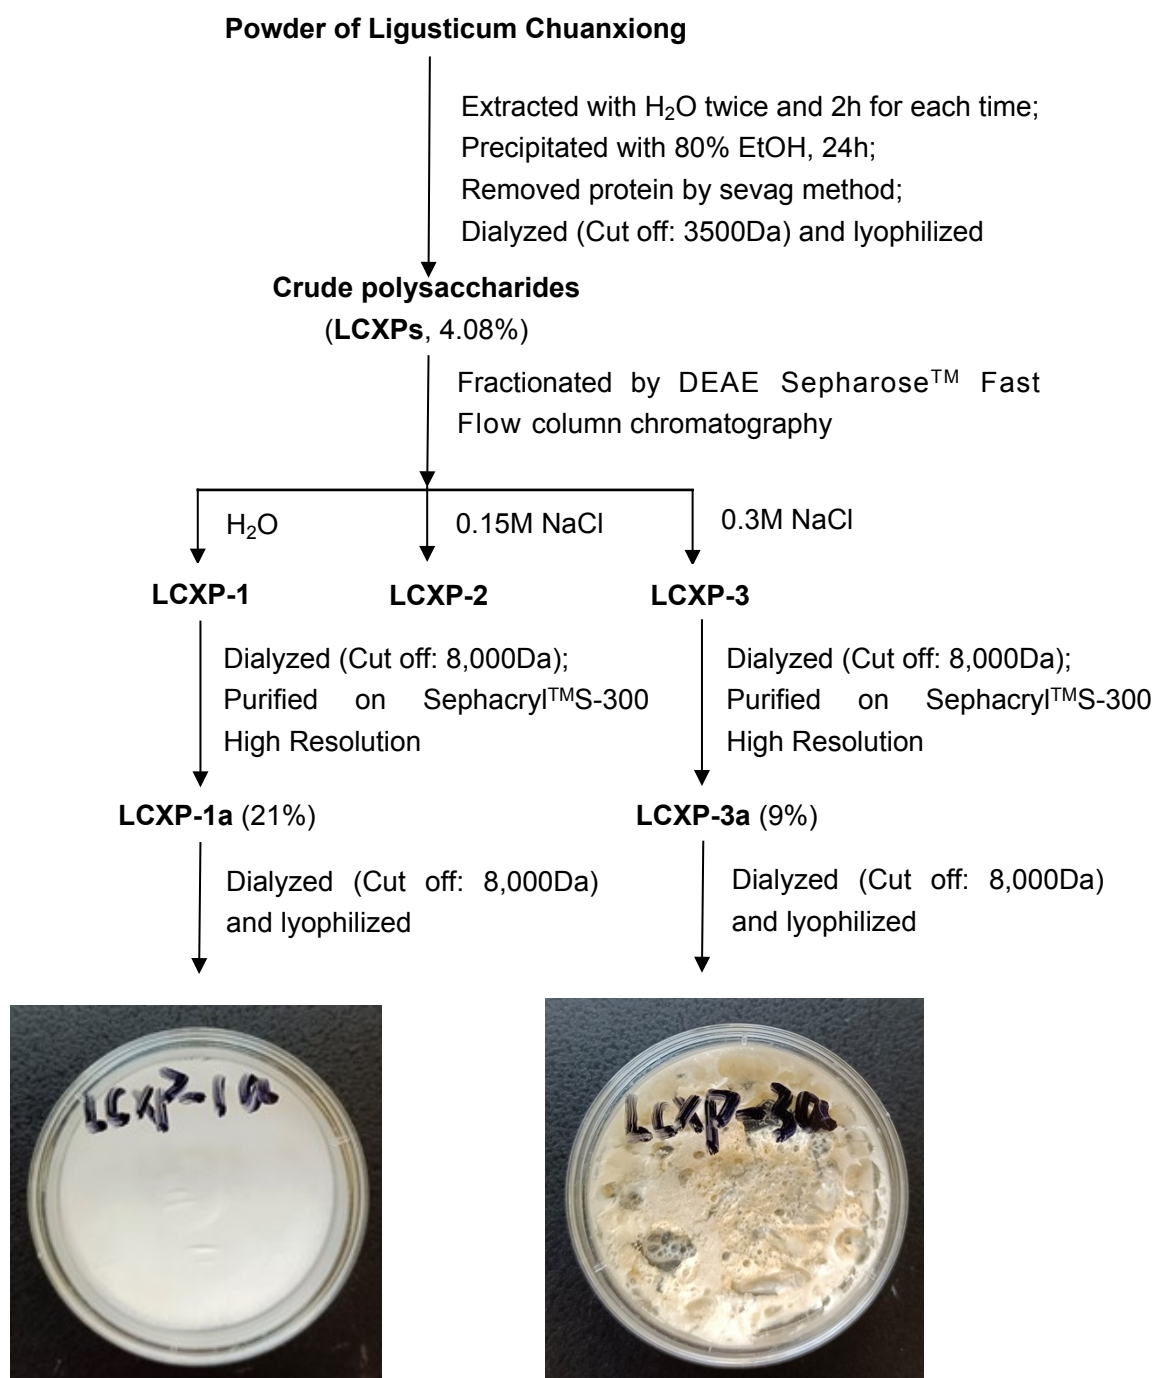 Powder of Ligusticum Chuanxiong
Extracted with H₂O twice and 2h for each time;
Precipitated with 80% EtOH, 24h;
Removed protein by sevag method;
Dialyzed (Cut off: 3500Da) and lyophilized
Crude polysaccharides
(LCXPs, 4.08%)
Fractionated by DEAE Sepharose™ Fast
Flow column chromatography
H₂O
0.15M NaCl
0.3M NaCl
LCXP-1
LCXP-2
LCXP-3
Dialyzed (Cut off: 8,000Da);
Purified on Sephacryl™S-300
High Resolution
Dialyzed (Cut off: 8,000Da);
Purified on Sephacryl™S-300
High Resolution
LCXP-1a (21%)
LCXP-3a (9%)
Dialyzed (Cut off: 8,000Da)
and lyophilized
Dialyzed (Cut off: 8,000Da)
and lyophilized
LCXP-1a
LCXP-3a